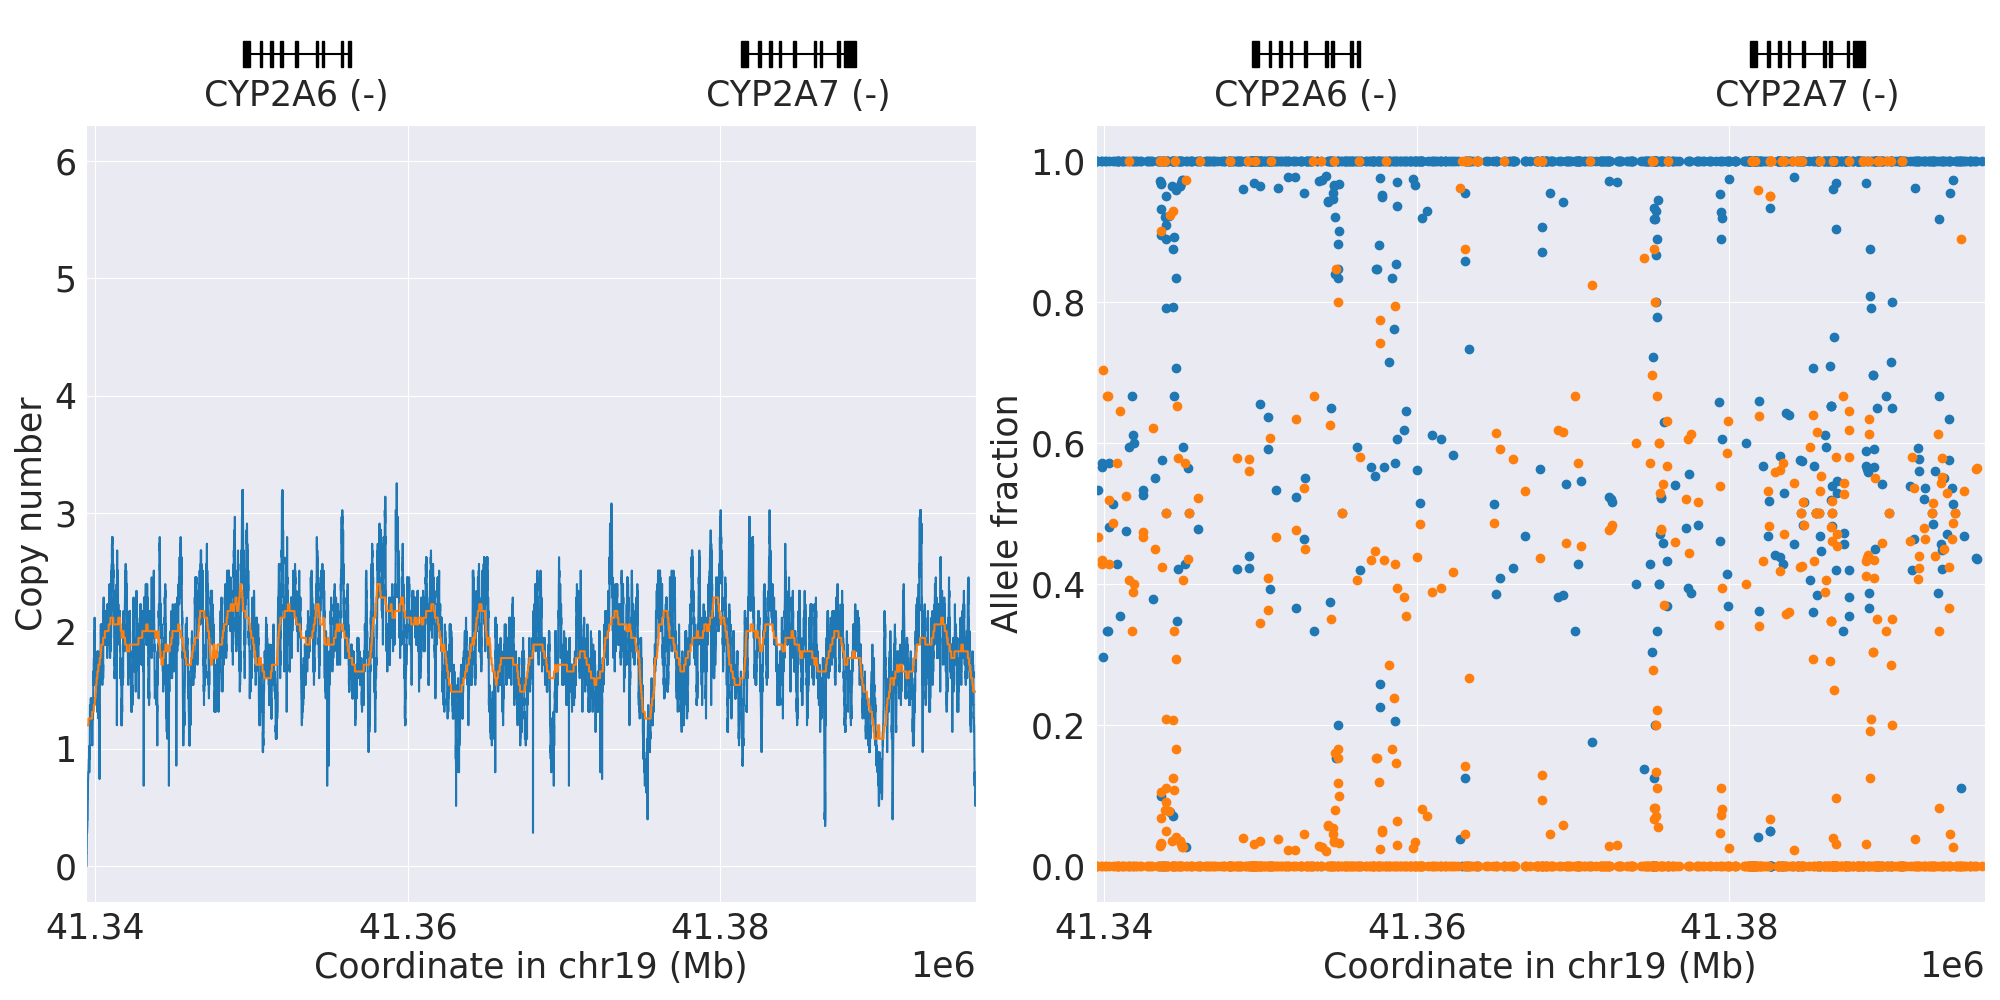 CYP2A6 (-)
CYP2A7 (-)
CYP2A6 (-)
CYP2A7 (-)
Copy number
6
5
4
3
2
1
0
41.34
41.36
41.38
Coordinate in chr19 (Mb)
1e6
Allele fraction
1.0
0.8
0.6
0.4
0.2
0.0
41.34
41.36
41.38
Coordinate in chr19 (Mb)
1e6